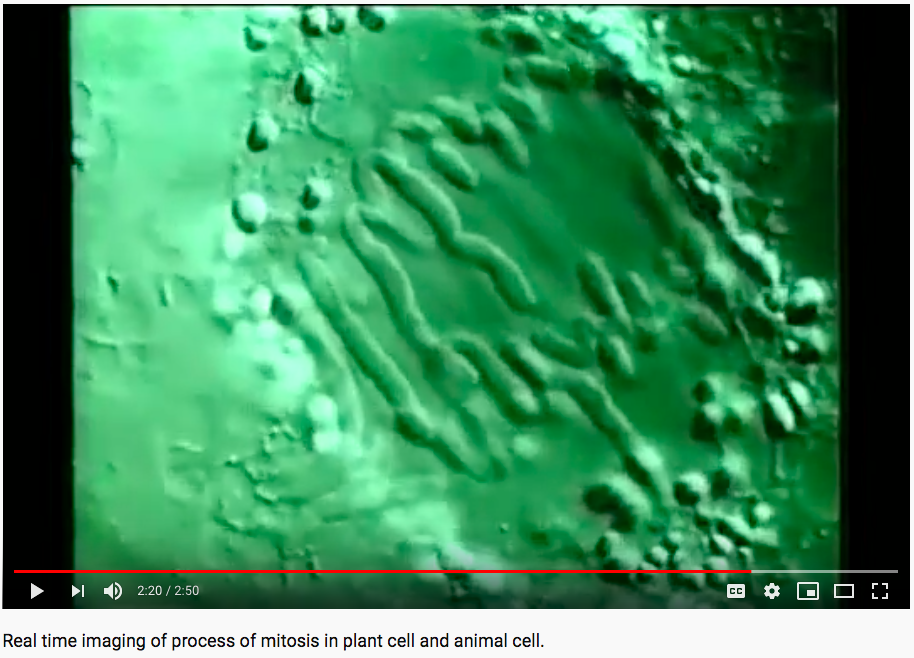 2:20 / 2:50
CC
Real time imaging of process of mitosis in plant cell and animal cell.